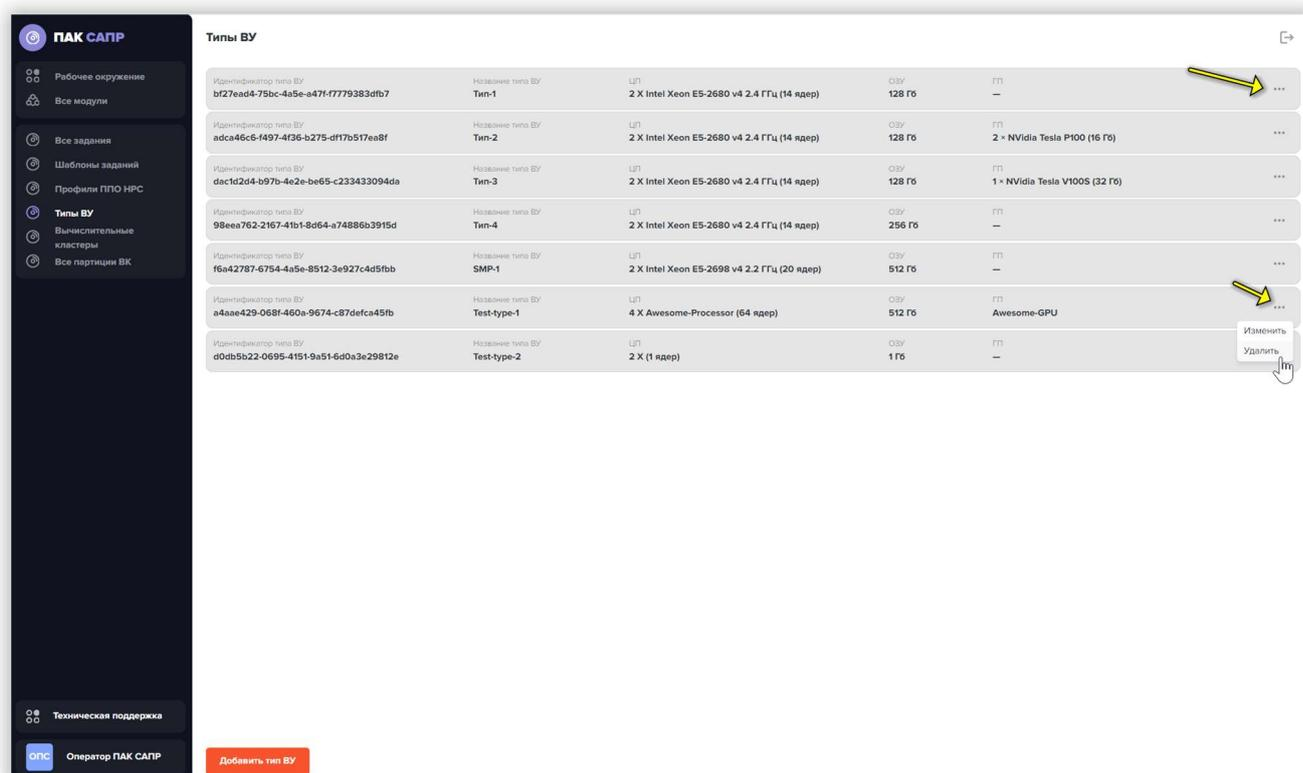 ПАК САПР
Рабочее окружение
Все модули
Все задания
Шаблоны заданий
Профили ППО НРС
Типы ВУ
Вычислительные
кластеры
Все партиции ВК
Техническая поддержка
ОПС Оператор ПАК САПР
Типы ВУ
Идентификатор типа ВУ Название типа ВУ ЦП ОЗУ ГП
bf27ead4-75bc-4a5e-a47f-f7779383dfb7 Тип-1 2 X Intel Xeon E5-2680 v4 2.4 ГГц (14 ядер) 128 Гб —
Идентификатор типа ВУ Название типа ВУ ЦП ОЗУ ГП
adca46c6-f497-4f36-b275-df17b517ea8f Тип-2 2 X Intel Xeon E5-2680 v4 2.4 ГГц (14 ядер) 128 Гб 2 × NVidia Tesla P100 (16 Гб)
Идентификатор типа ВУ Название типа ВУ ЦП ОЗУ ГП
dac1d2d4-b97b-4e2e-be65-c233433094da Тип-3 2 X Intel Xeon E5-2680 v4 2.4 ГГц (14 ядер) 128 Гб 1 × NVidia Tesla V100S (32 Гб)
Идентификатор типа ВУ Название типа ВУ ЦП ОЗУ ГП
98eea762-2167-41b1-8d64-a74886b3915d Тип-4 2 X Intel Xeon E5-2680 v4 2.4 ГГц (14 ядер) 256 Гб —
Идентификатор типа ВУ Название типа ВУ ЦП ОЗУ ГП
f6a42787-6754-4a5e-8512-3e927c4d5fbb SMP-1 2 X Intel Xeon E5-2698 v4 2.2 ГГц (20 ядер) 512 Гб —
Идентификатор типа ВУ Название типа ВУ ЦП ОЗУ ГП
a4aae429-068f-460a-9674-c87defca45fb Test-type-1 4 X Awesome-Processor (64 ядер) 512 Гб Awesome-GPU
Изменить
Удалить
Идентификатор типа ВУ Название типа ВУ ЦП ОЗУ ГП
d0db5b22-0695-4151-9a51-6d0a3e29812e Test-type-2 2 X (1 ядер) 1 Гб —
Добавить тип ВУ